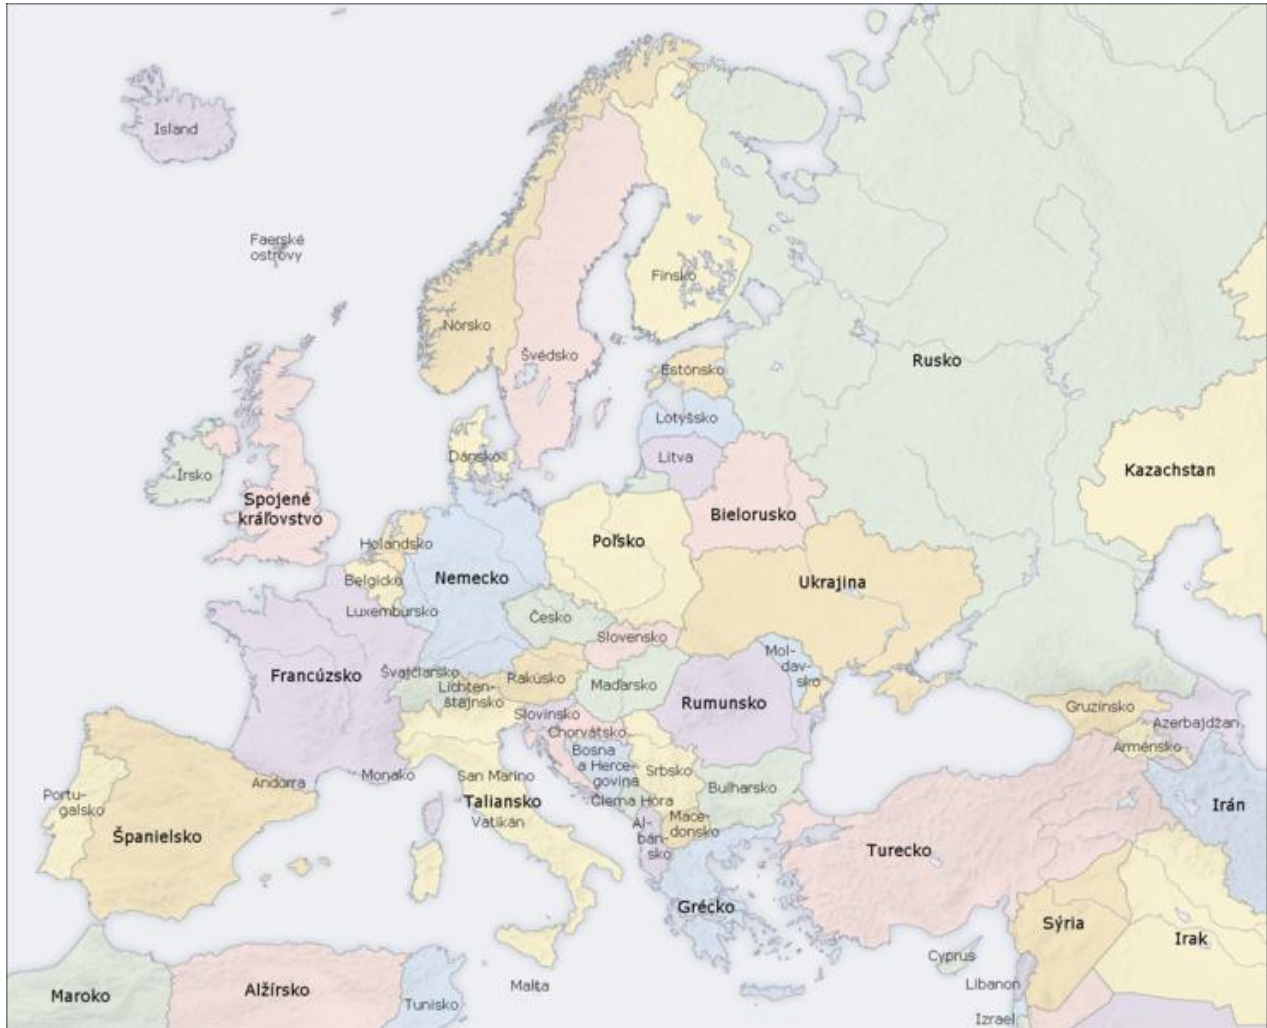 Island
Faerské
ostrovy
Nórsko
Fínsko
Švédsko
Rusko
Estónsko
Lotyšsko
Dánsko
Litva
Írsko
Kazachstan
Spojené
kráľovstvo
Bielorusko
Holandsko
Poľsko
Belgicko
Nemecko
Ukrajina
Luxembursko
Česko
Slovensko
Mol-
dav-
sko
Francúzsko
Švajčiarsko
Lichten-
štajnsko
Rakúsko
Maďarsko
Rumunsko
Gruzínsko
Azerbajdžan
Slovinsko
Chorvátsko
Arménsko
Bosna
a Herce-
govina
Andorra
Monako
San Marino
Srbsko
Bulharsko
Portu-
galsko
Taliansko
Čierna Hora
Irán
Vatikán
Al-
bán-
sko
Mace-
dónsko
Španielsko
Turecko
Grécko
Sýria
Irak
Cyprus
Malta
Libanon
Maroko
Alžírsko
Tunisko
Izrael